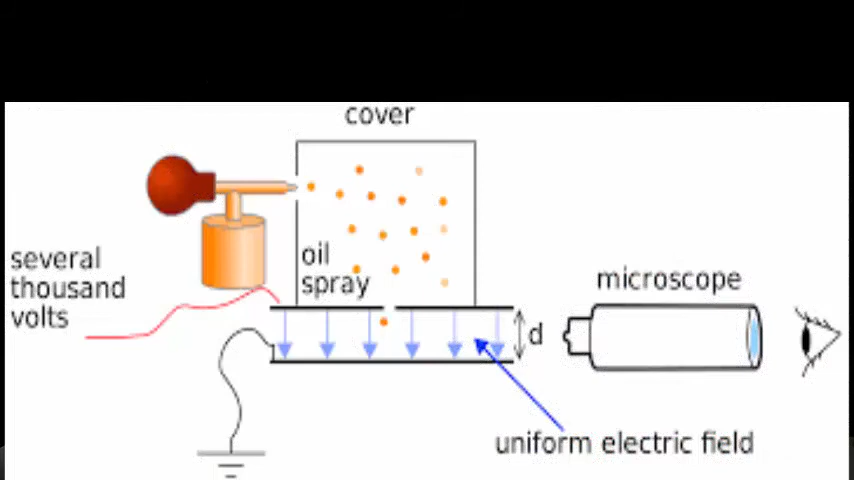 cover
oil
spray
several
thousand
volts
microscope
d
uniform electric field